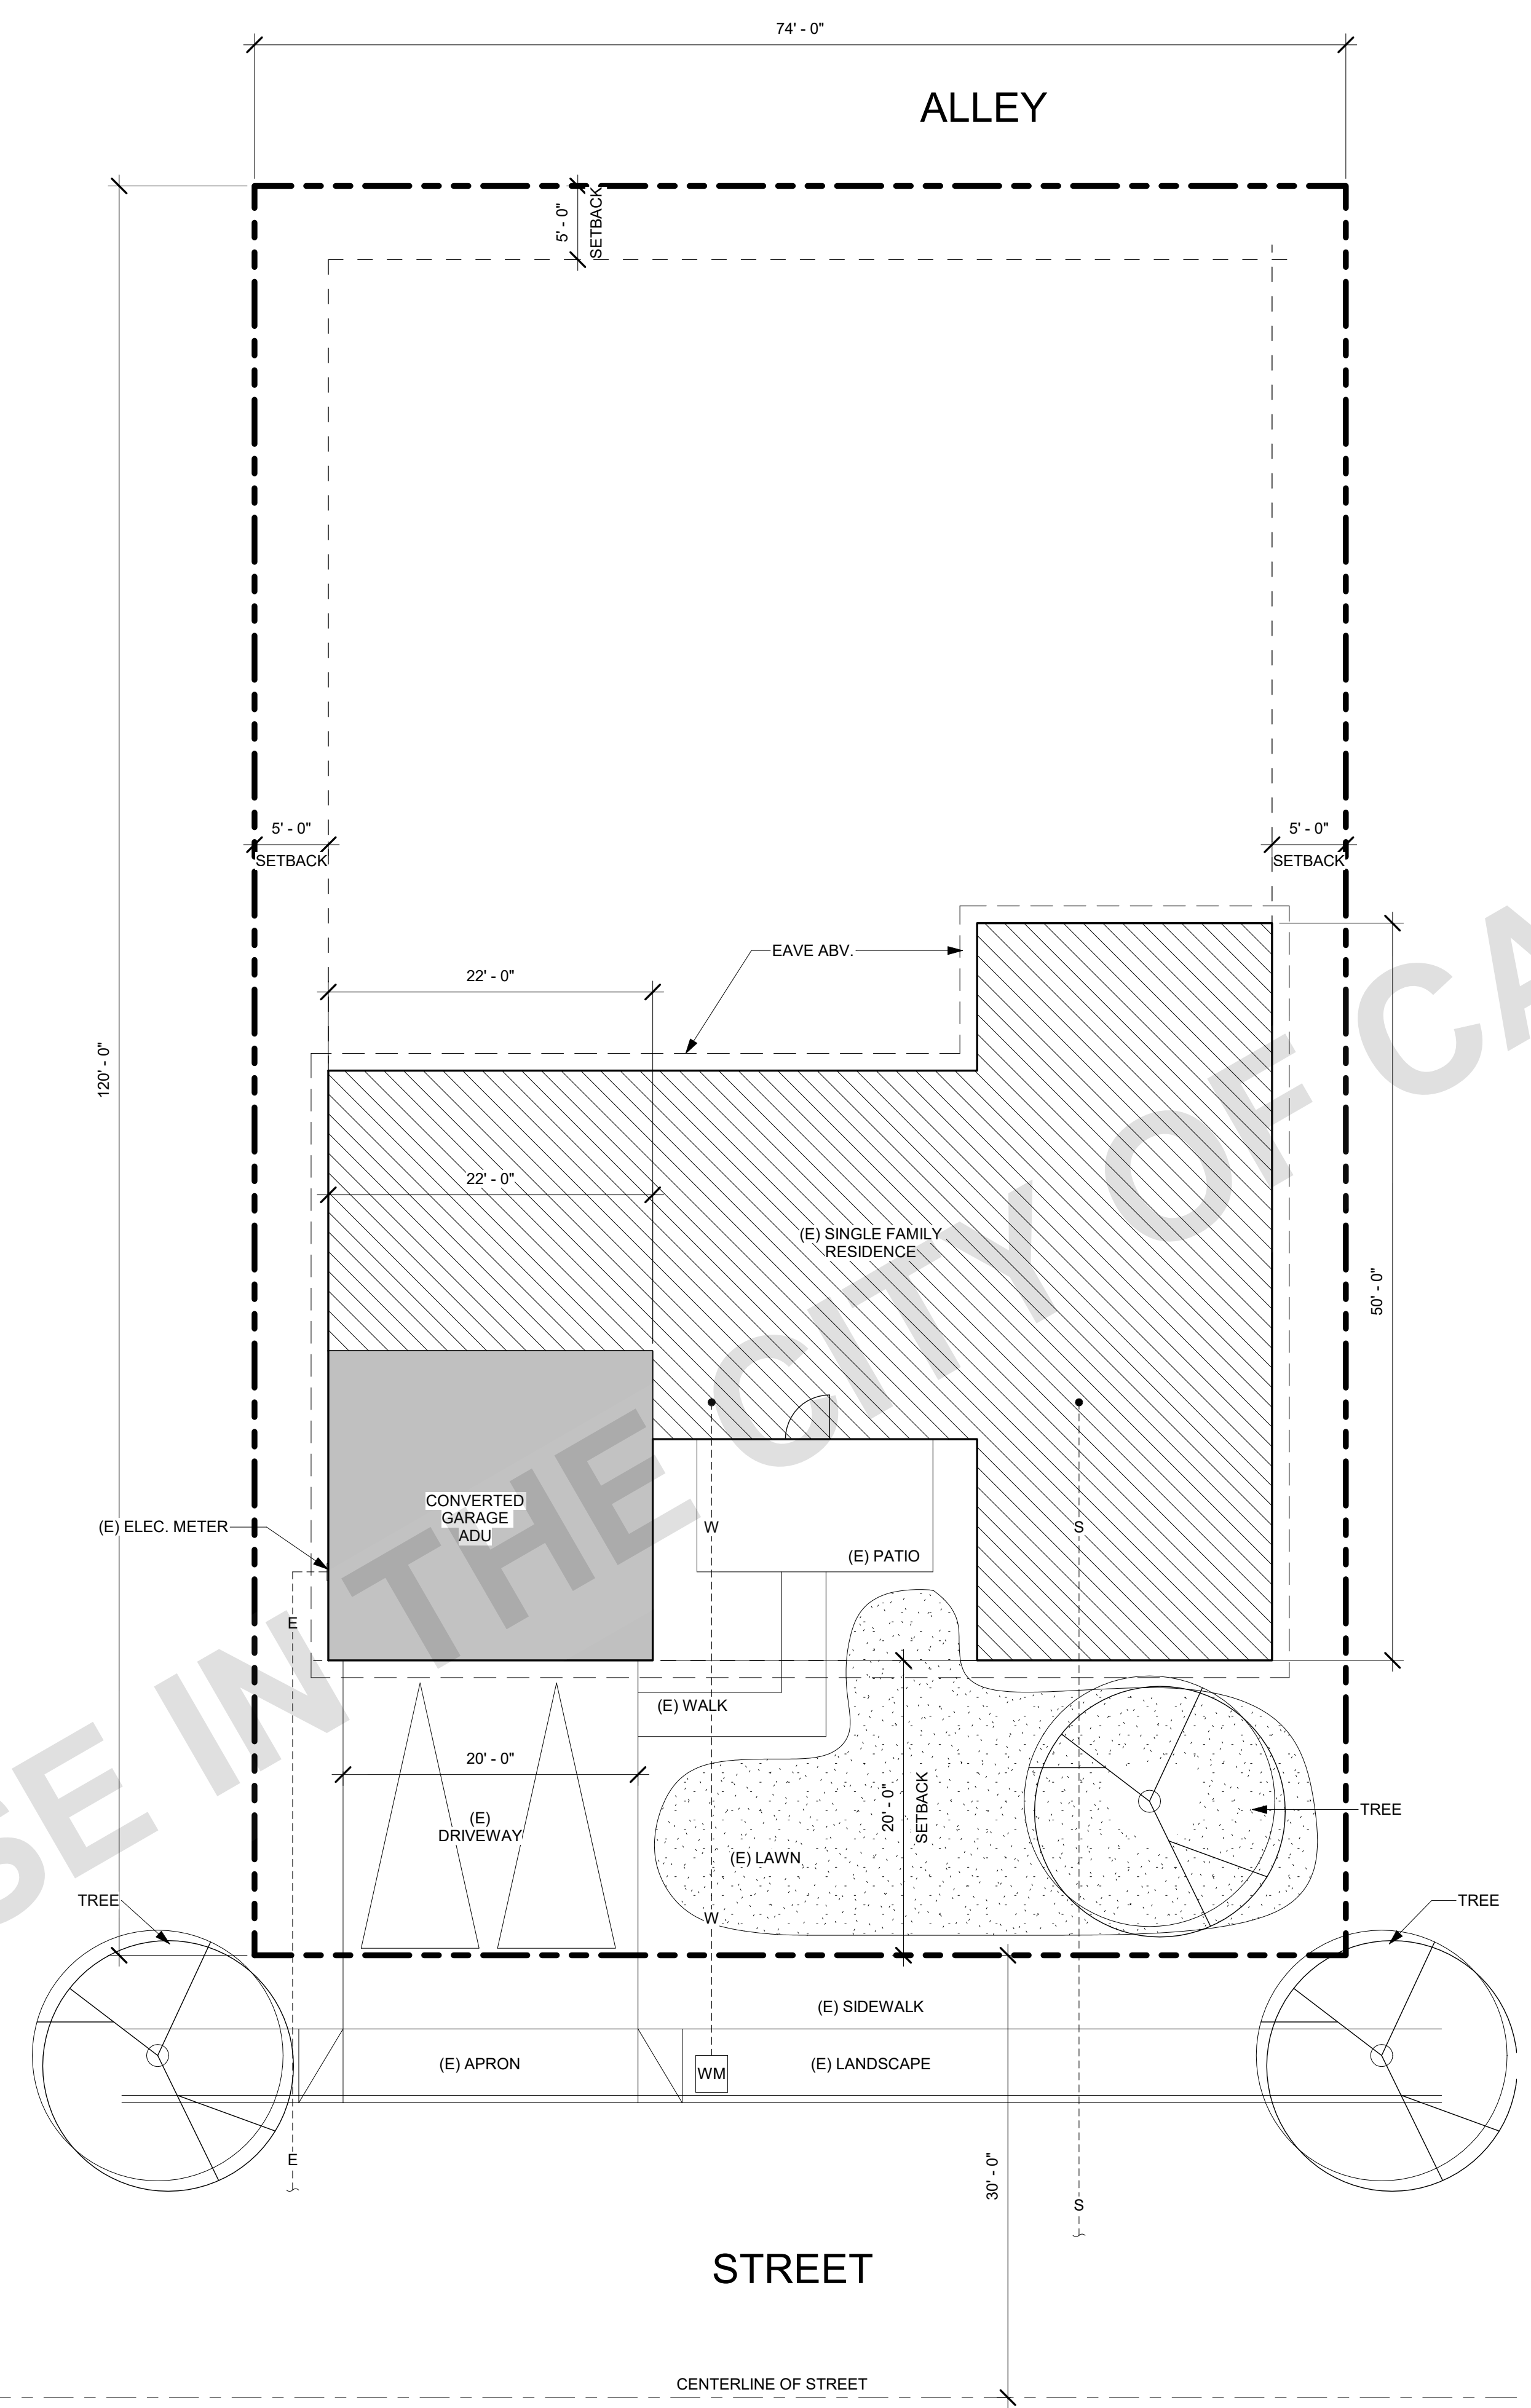 74' - 0"
ALLEY
5' - 0"
SETBACK
5' - 0"
SETBACK
5' - 0"
SETBACK
EAVE ABV.
22' - 0"
120' - 0"
22' - 0"
(E) SINGLE FAMILY
RESIDENCE
50' - 0"
CONVERTED
GARAGE
ADU
(E) ELEC. METER
W
S
(E) PATIO
E
(E) WALK
20' - 0"
20' - 0"
SETBACK
TREE
(E)
DRIVEWAY
(E) LAWN
TREE
W
TREE
(E) SIDEWALK
(E) APRON
WM
(E) LANDSCAPE
E
30' - 0"
S
STREET
CENTERLINE OF STREET
SE IN THE CITY OF CA